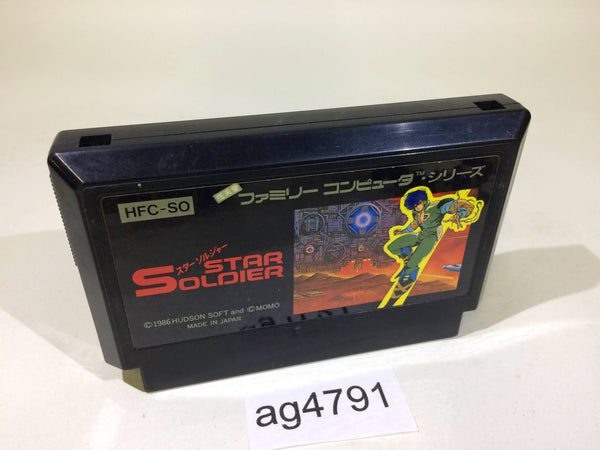 HFC-SO
ファミリー コンピュータ™シリーズ
スター・ソルジャー
STAR
SOLDIER
©1986 HUDSON SOFT and ©MOMO
MADE IN JAPAN
ag4791